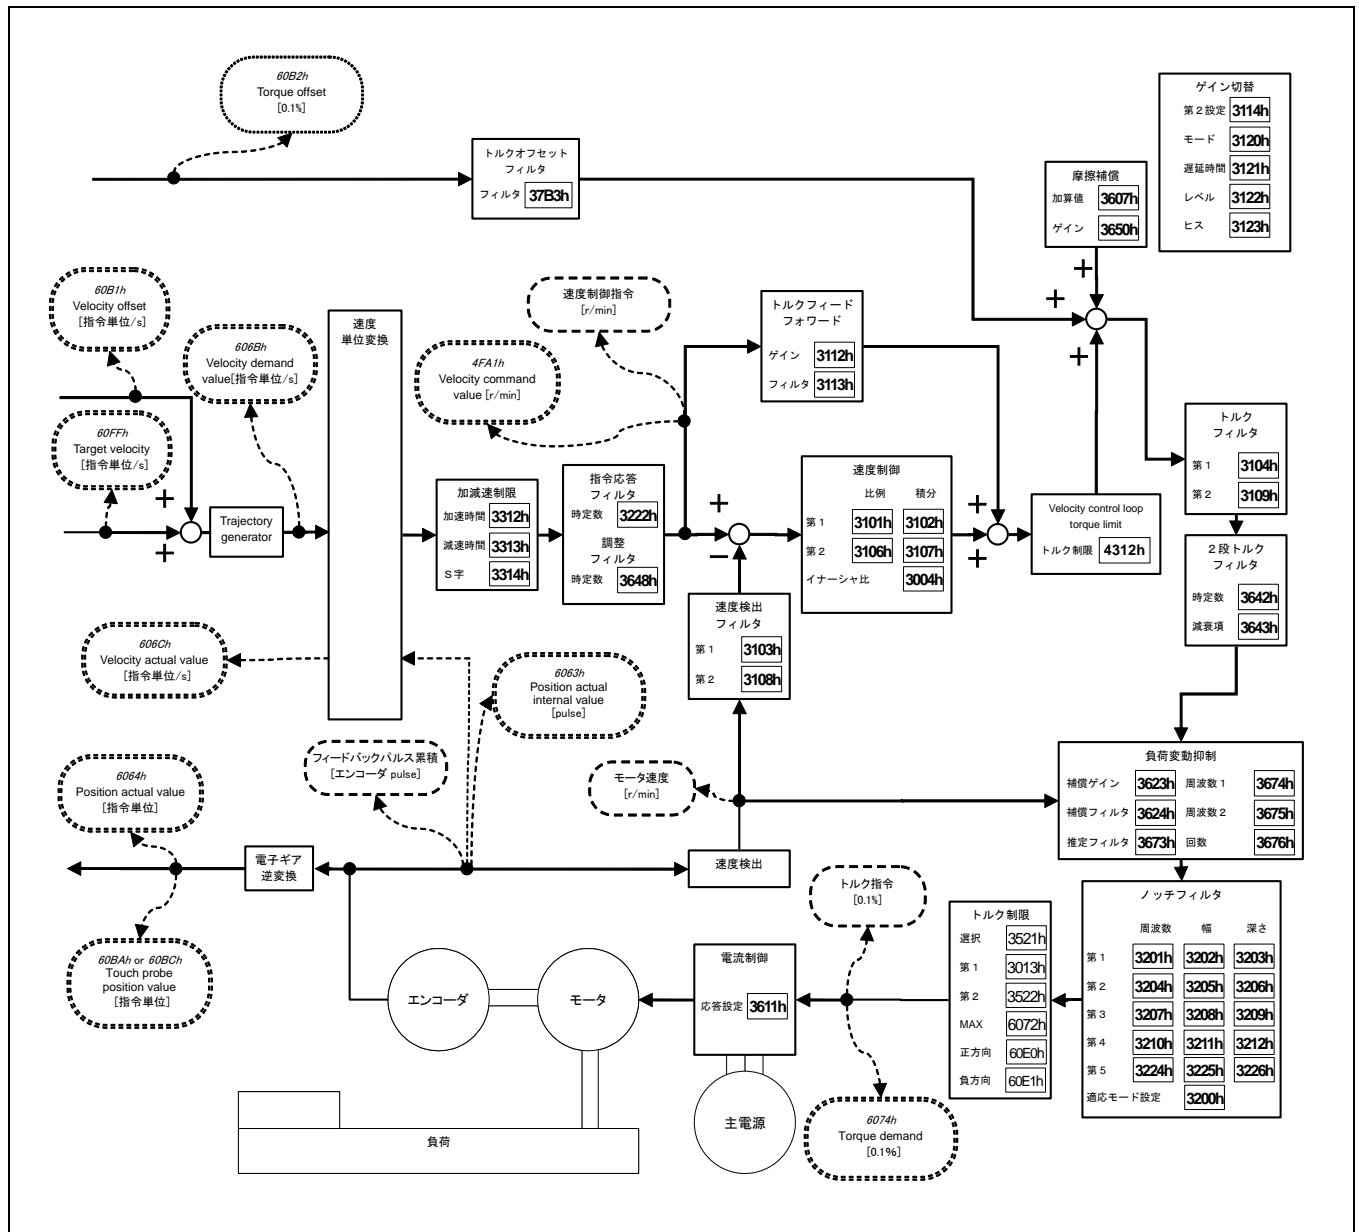 60B2h
Torque offset
[0.1%]
トルクオフセット
フィルタ
フィルタ 37B3h
ゲイン切替
第2設定 3114h
モード 3120h
遅延時間 3121h
レベル 3122h
ヒス 3123h
摩擦補償
加算値 3607h
ゲイン 3650h
+
+
+
60B1h
Velocity offset
[指令単位/s]
606Bh
Velocity demand
value[指令単位/s]
60FFh
Target velocity
[指令単位/s]
+
+
Trajectory
generator
速度
単位変換
速度制御指令
[r/min]
4FA1h
Velocity command
value [r/min]
トルクフィード
フォワード
ゲイン 3112h
フィルタ 3113h
加減速制限
加速時間 3312h
減速時間 3313h
S字 3314h
指令応答
フィルタ
時定数 3222h
調整
フィルタ
時定数 3648h
+
−
速度制御
比例 積分
第1 3101h 3102h
第2 3106h 3107h
イナーシャ比 3004h
+
+
Velocity control loop
torque limit
トルク制限 4312h
トルク
フィルタ
第1 3104h
第2 3109h
2段トルク
フィルタ
時定数 3642h
減衰項 3643h
速度検出
フィルタ
第1 3103h
第2 3108h
606Ch
Velocity actual value
[指令単位/s]
6063h
Position actual
internal value
[pulse]
フィードバックパルス累積
[エンコーダ pulse]
モータ速度
[r/min]
負荷変動抑制
補償ゲイン 3623h 周波数1 3674h
補償フィルタ 3624h 周波数2 3675h
推定フィルタ 3673h 回数 3676h
6064h
Position actual value
[指令単位]
電子ギア
逆変換
速度検出
60BAh or 60BCh
Touch probe
position value
[指令単位]
トルク指令
[0.1%]
トルク制限
選択 3521h
第1 3013h
第2 3522h
MAX 6072h
正方向 60E0h
負方向 60E1h
ノッチフィルタ
周波数 幅 深さ
第1 3201h 3202h 3203h
第2 3204h 3205h 3206h
第3 3207h 3208h 3209h
第4 3210h 3211h 3212h
第5 3224h 3225h 3226h
適応モード設定 3200h
電流制御
応答設定 3611h
エンコーダ
モータ
主電源
6074h
Torque demand
[0.1%]
負荷